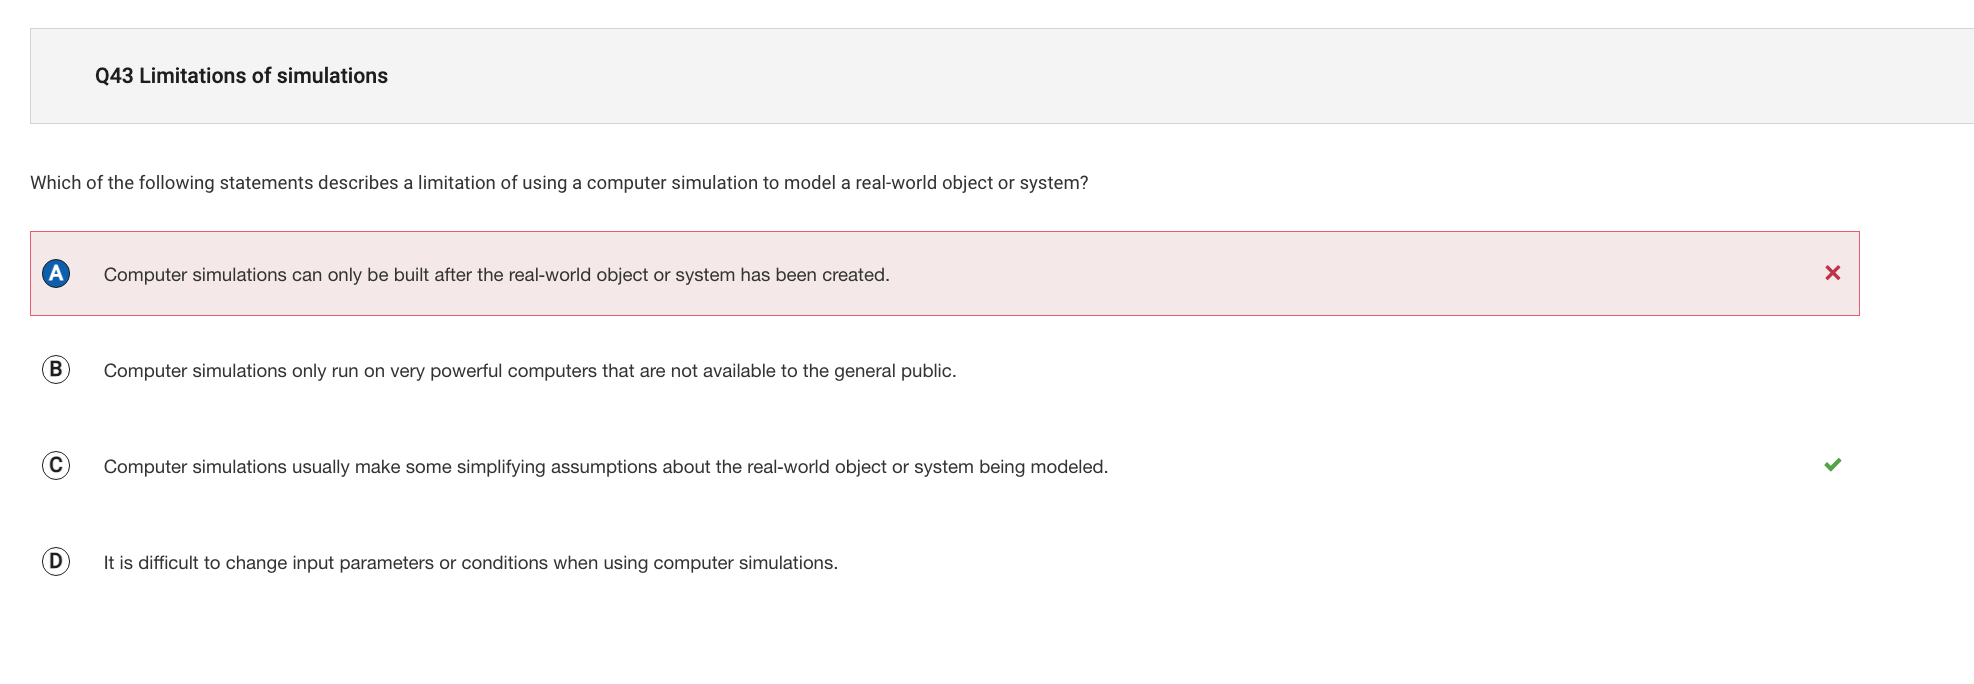 Q43 Limitations of simulations
Which of the following statements describes a limitation of using a computer simulation to model a real-world object or system?
A Computer simulations can only be built after the real-world object or system has been created.
B Computer simulations only run on very powerful computers that are not available to the general public.
C Computer simulations usually make some simplifying assumptions about the real-world object or system being modeled.
D It is difficult to change input parameters or conditions when using computer simulations.